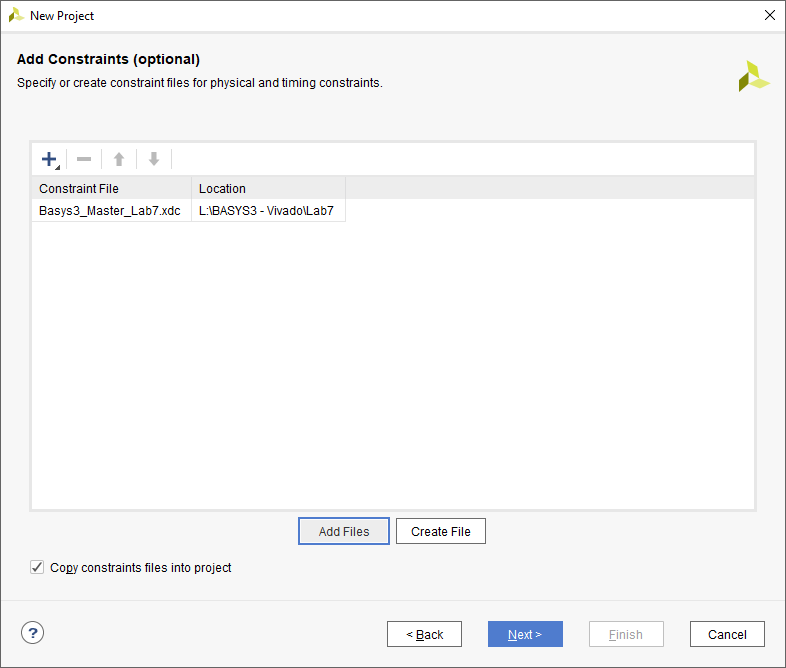 New Project
Add Constraints (optional)
Specify or create constraint files for physical and timing constraints.
Constraint File Location
Basys3_Master_Lab7.xdc L:\BASYS3 - Vivado\Lab7
Add Files Create File
Copy constraints files into project
? < Back Next > Finish Cancel